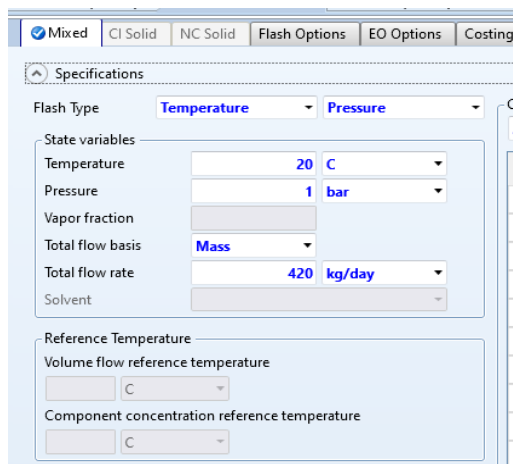 Mixed CI Solid NC Solid Flash Options EO Options Costing
Specifications
Flash Type Temperature Pressure
State variables
Temperature 20 C
Pressure 1 bar
Vapor fraction
Total flow basis Mass
Total flow rate 420 kg/day
Solvent
Reference Temperature
Volume flow reference temperature
C
Component concentration reference temperature
C